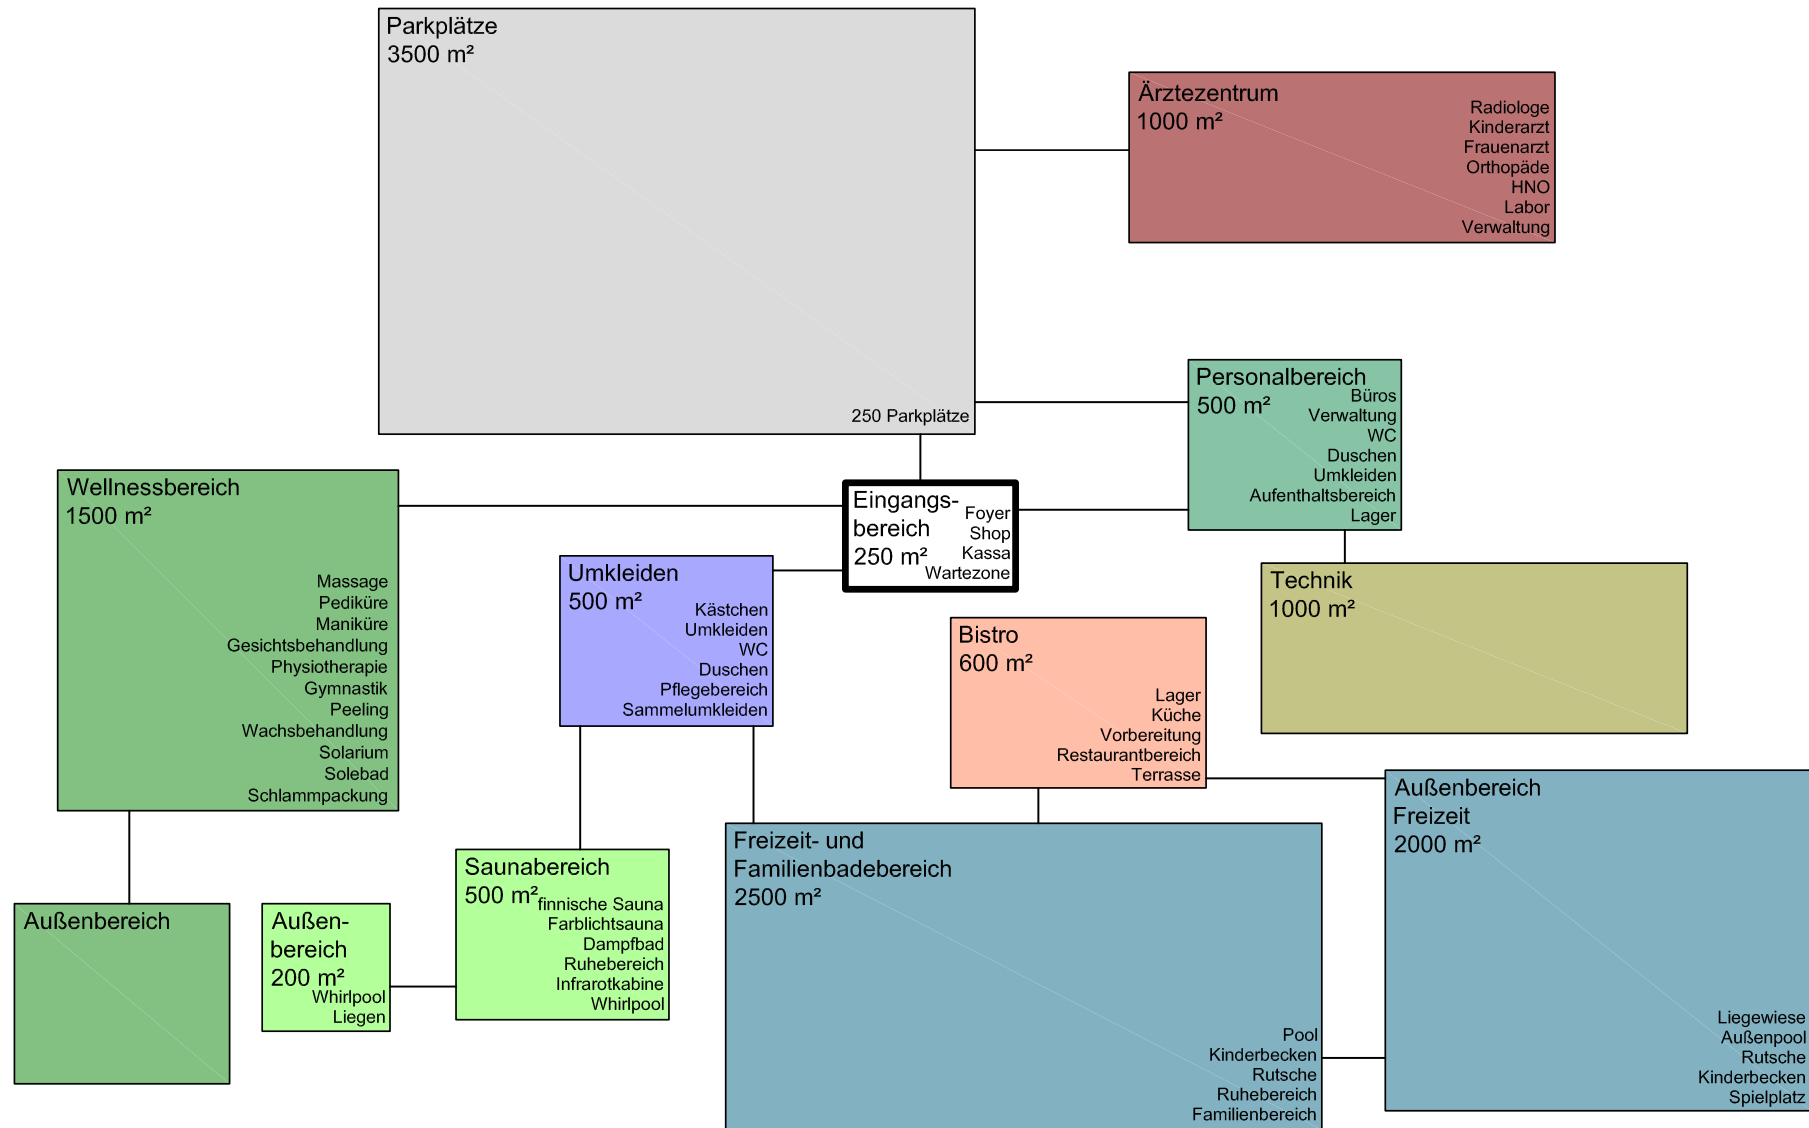 Parkplätze
3500 m²
250 Parkplätze
Ärztezentrum
1000 m²
Radiologe
Kinderarzt
Frauenarzt
Orthopäde
HNO
Labor
Verwaltung
Personalbereich
500 m²
Büros
Verwaltung
WC
Duschen
Umkleiden
Aufenthaltsbereich
Lager
Wellnessbereich
1500 m²
Massage
Pediküre
Maniküre
Gesichtsbehandlung
Physiotherapie
Gymnastik
Peeling
Wachsbehandlung
Solarium
Solebad
Schlammpackung
Eingangs-
bereich
250 m²
Foyer
Shop
Kassa
Wartezone
Umkleiden
500 m²
Kästchen
Umkleiden
WC
Duschen
Pflegebereich
Sammelumkleiden
Technik
1000 m²
Bistro
600 m²
Lager
Küche
Vorbereitung
Restaurantbereich
Terrasse
Außenbereich
Freizeit
2000 m²
Liegewiese
Außenpool
Rutsche
Kinderbecken
Spielplatz
Freizeit- und
Familienbadebereich
2500 m²
Pool
Kinderbecken
Rutsche
Ruhebereich
Familienbereich
Saunabereich
500 m²
finnische Sauna
Farblichtsauna
Dampfbad
Ruhebereich
Infrarotkabine
Whirlpool
Außen-
bereich
200 m²
Whirlpool
Liegen
Außenbereich